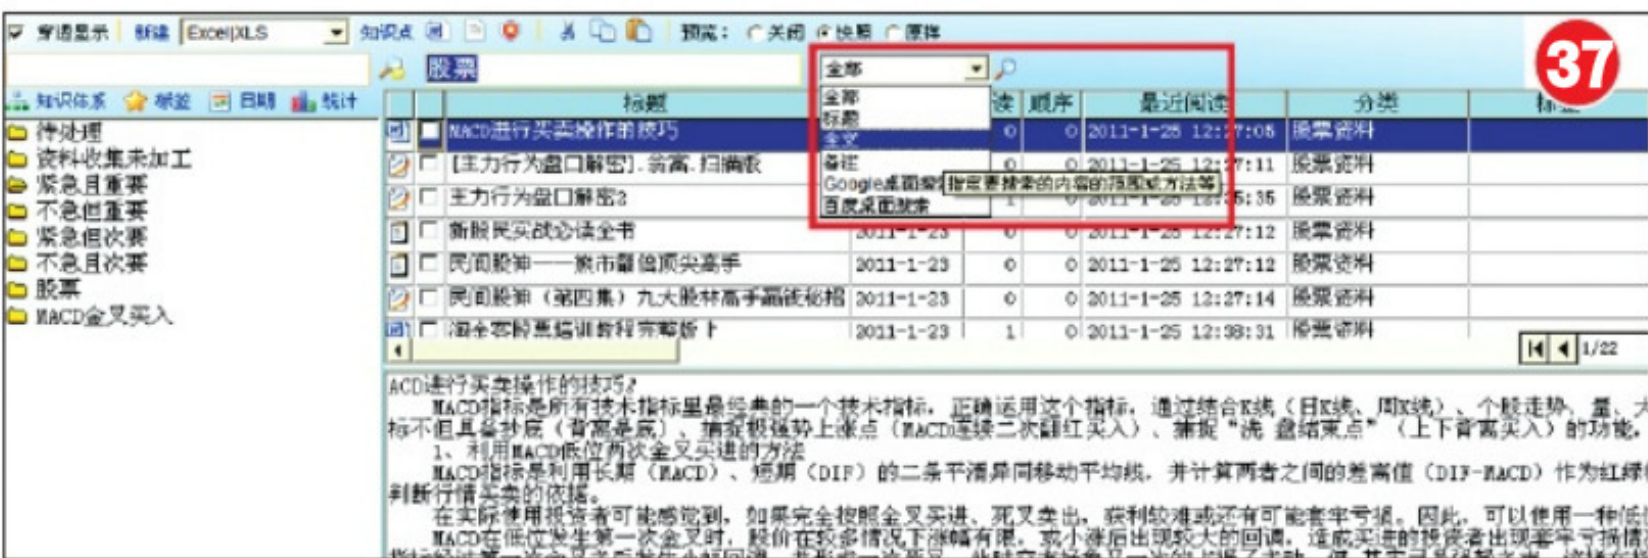 穿透显示 新建 Excel|XLS 知识点 预览: 关闭 快照 原样
37
股票 全部
知识体系 标签 日期 统计
标题 读 顺序 最近阅读 分类
全部
标题
全文
备注
Google桌面搜索
百度桌面搜索
指定要搜索的内容的范围或方法等
待处理
资料收集未加工
紧急且重要
不急但重要
紧急但次要
不急且次要
股票
MACD金叉买入
MACD进行买卖操作的技巧 0 0 2011-1-25 12:27:05 股票资料
[主力行为盘口解密].翁富.扫描版 0 0 2011-1-25 12:27:11 股票资料
主力行为盘口解密2 1 0 2011-1-25 12:35:35 股票资料
新股民实战必读全书 2011-1-23 0 0 2011-1-25 12:27:12 股票资料
民间股神——熊市翻倍顶尖高手 2011-1-23 0 0 2011-1-25 12:27:12 股票资料
民间股神(第四集)九大股林高手赢钱秘招 2011-1-23 0 0 2011-1-25 12:27:14 股票资料
淘金客股票培训教程完整版上 2011-1-23 1 0 2011-1-25 12:38:31 股票资料
1/22
ACD进行买卖操作的技巧
MACD指标是所有技术指标里最经典的一个技术指标,正确运用这个指标,通过结合K线(日K线、周K线)、个股走势、量、大
标不但具备抄底(背离是底)、捕捉极强势上涨点(MACD连续二次翻红买入)、捕捉“洗 盘结束点”(上下背离买入)的功能,
1、利用MACD低位两次金叉买进的方法
MACD指标是利用长期(MACD)、短期(DIF)的二条平滑异同移动平均线,并计算两者之间的差离值(DIF-MACD)作为红绿
判断行情买卖的依据。
在实际使用投资者可能感觉到,如果完全按照金叉买进、死叉卖出,获利较难或还有可能套牢亏损。因此,可以使用一种低
MACD在低位发生第一次金叉时,股价在较多情况下涨幅有限,或小涨后出现较大的回调,造成买进的投资者出现套牢亏损情